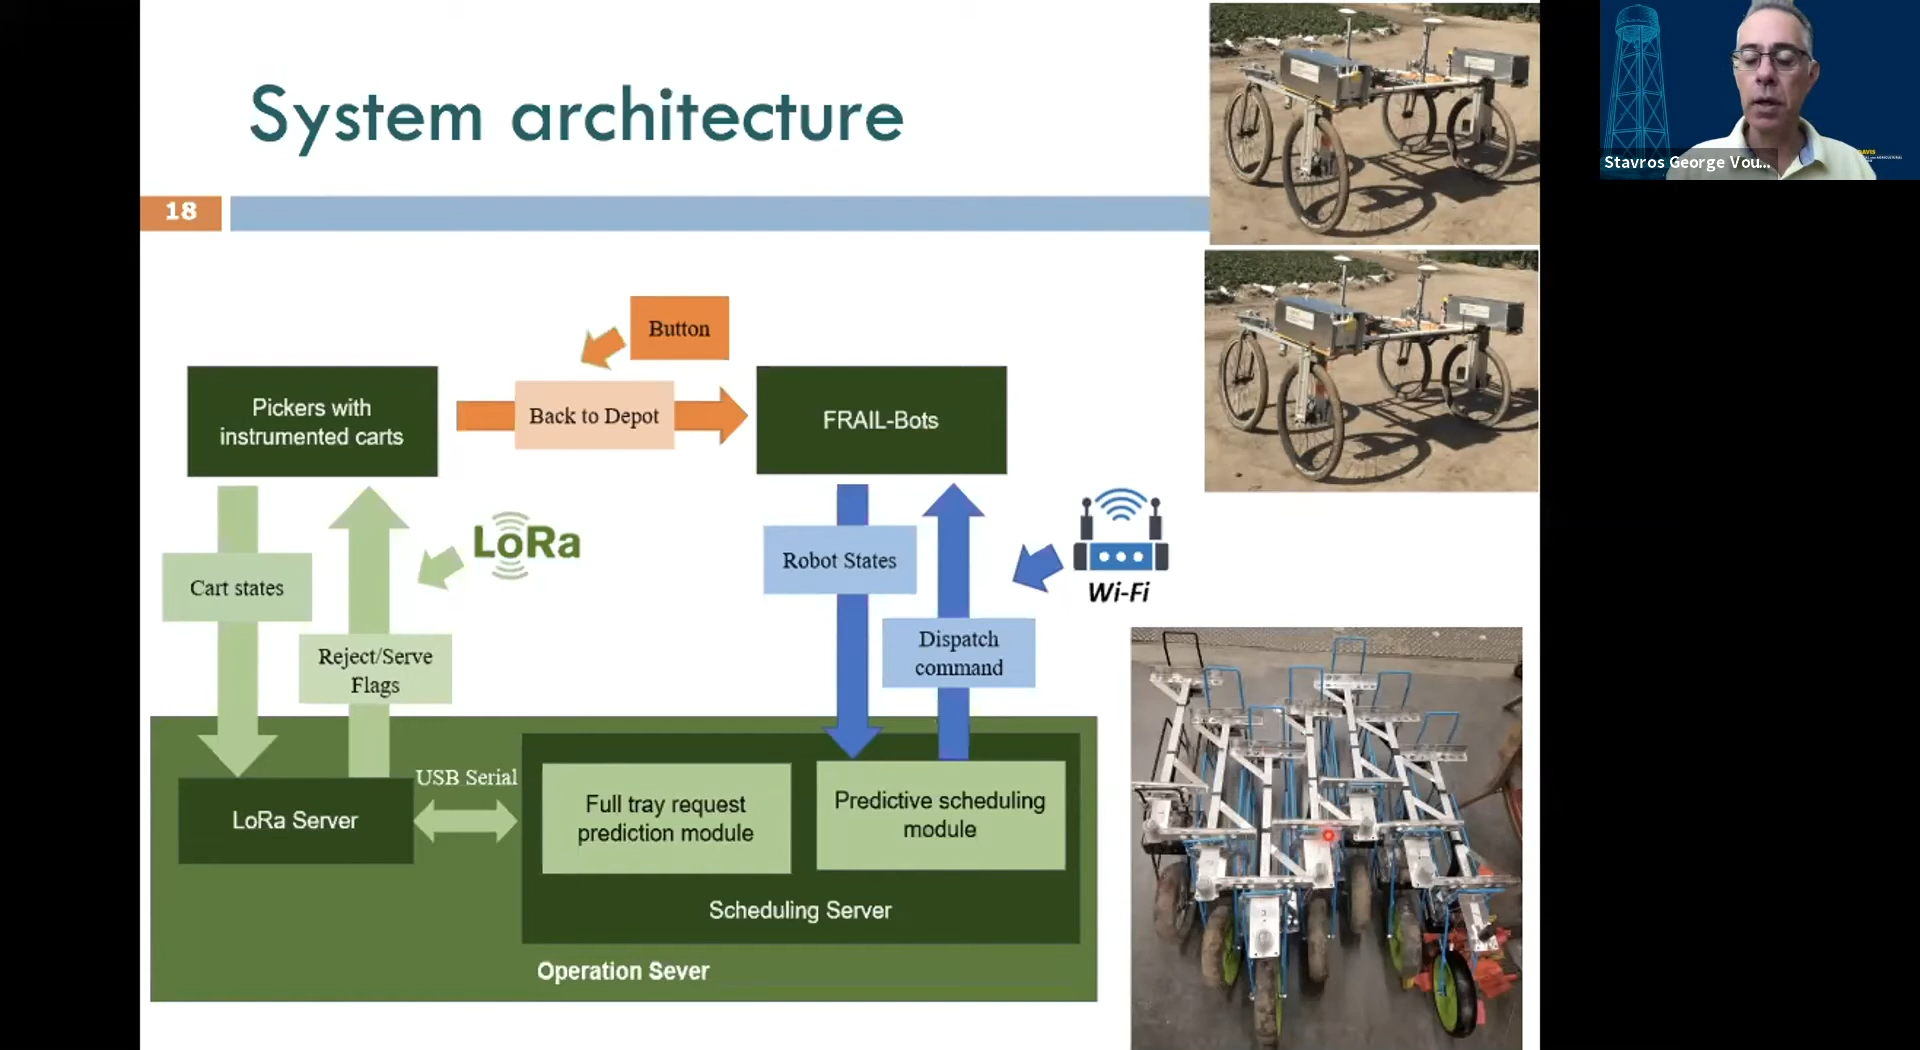 System architecture
18
Button
Pickers with
instrumented carts
Back to Depot
FRAIL-Bots
LoRa
Wi-Fi
Cart states
Reject/Serve
Flags
Robot States
Dispatch
command
USB Serial
LoRa Server
Full tray request
prediction module
Predictive scheduling
module
Scheduling Server
Operation Sever
Stavros George Vou...